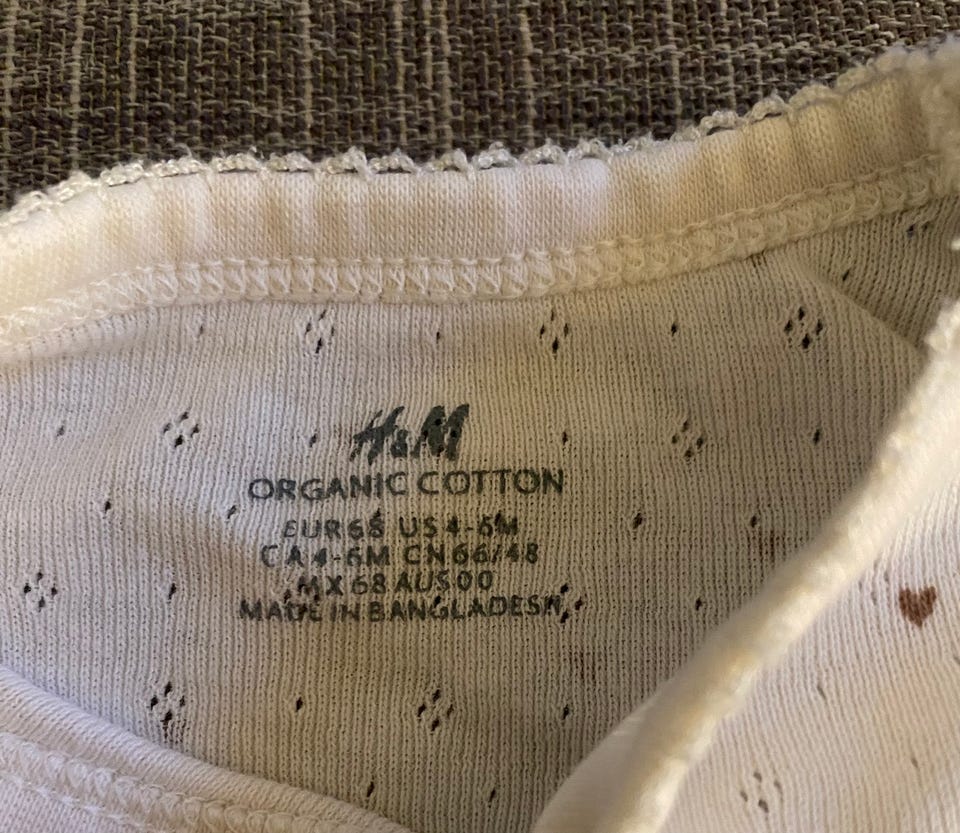 H&M
ORGANIC COTTON
EUR 68 US 4-6M
CA 4-6M CN 66/48
MX 68 AUS 00
MADE IN BANGLADESH